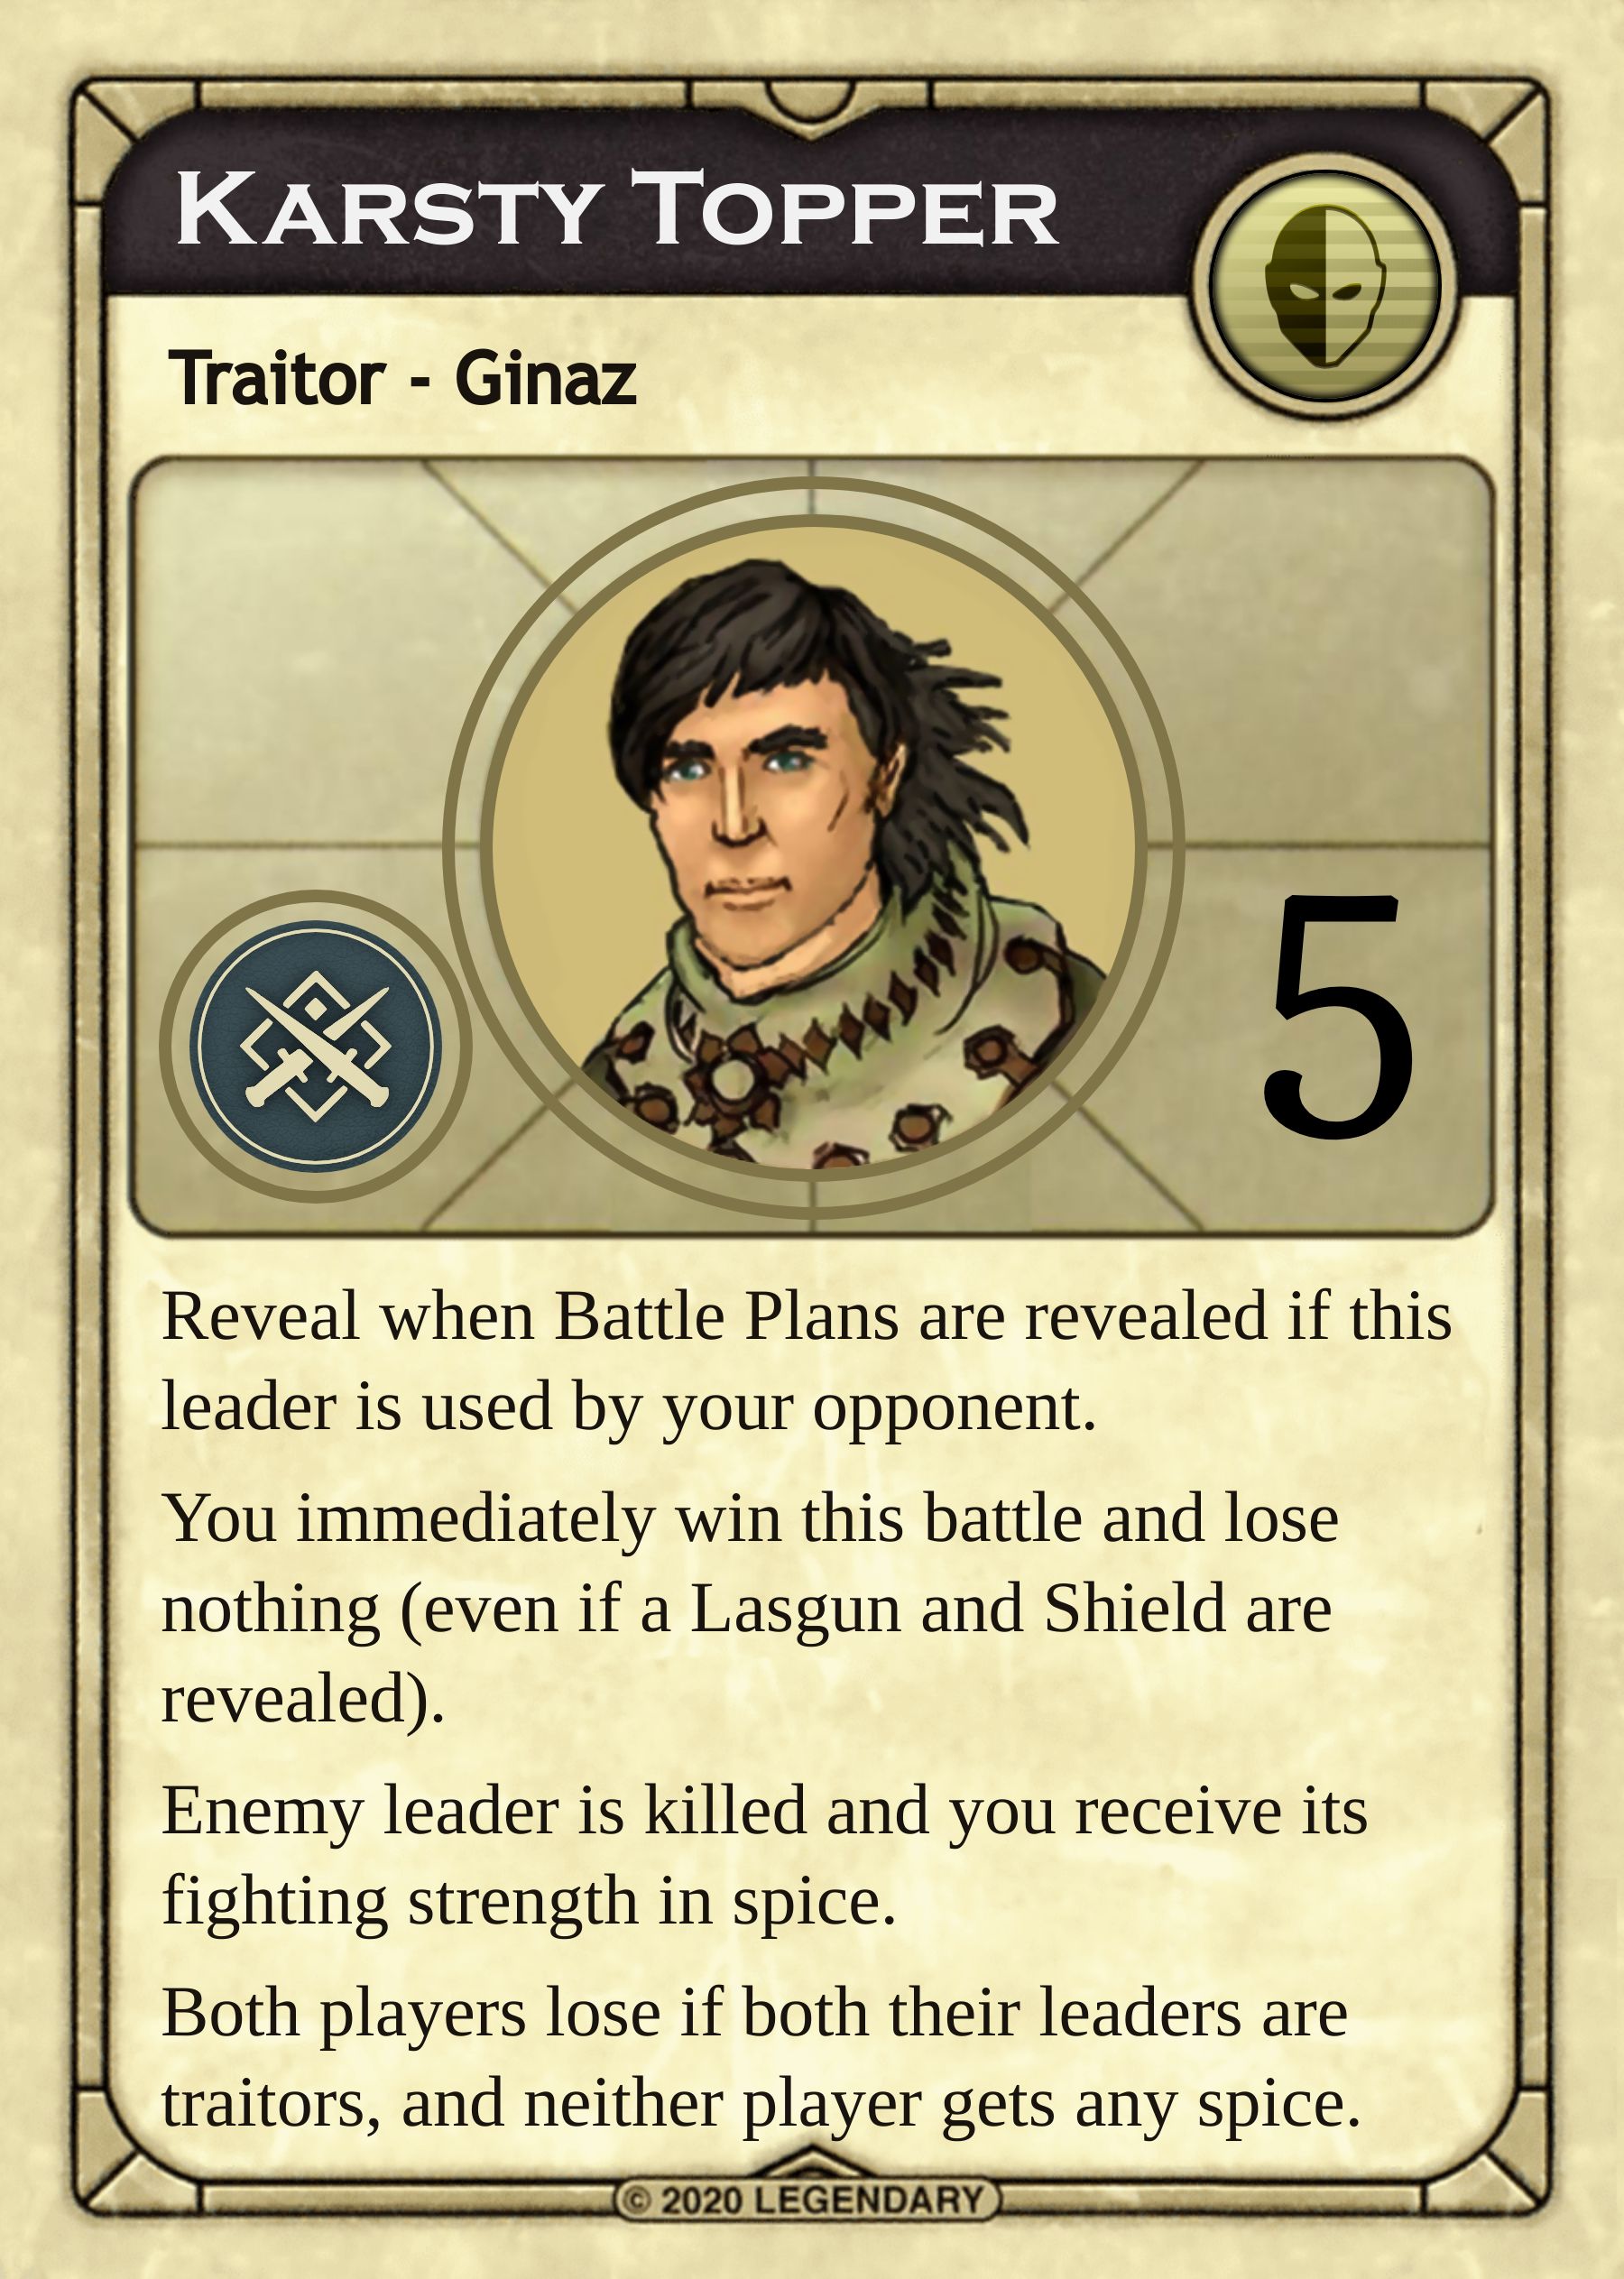 Karsty Topper
Traitor - Ginaz
5
Reveal when Battle Plans are revealed if this
leader is used by your opponent.
You immediately win this battle and lose
nothing (even if a Lasgun and Shield are
revealed).
Enemy leader is killed and you receive its
fighting strength in spice.
Both players lose if both their leaders are
traitors, and neither player gets any spice.
© 2020 LEGENDARY